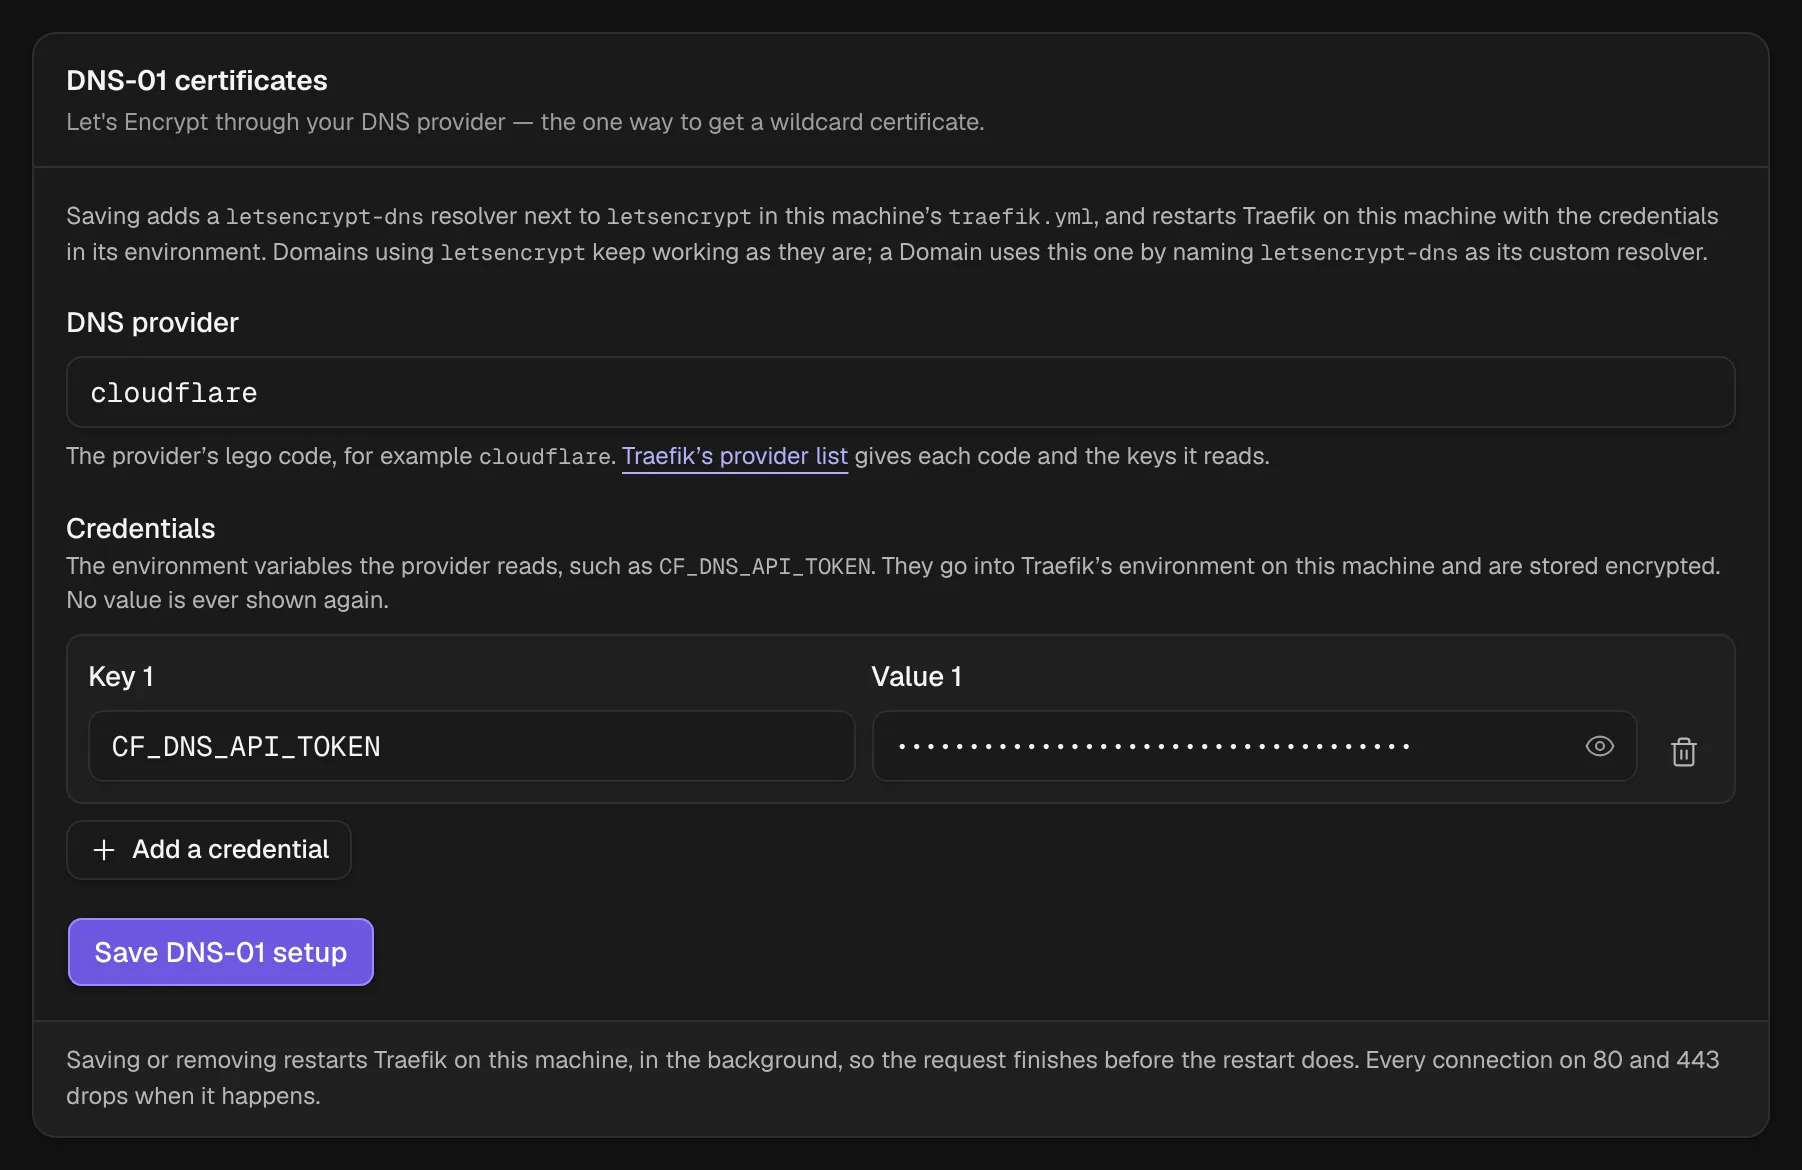 DNS-01 certificates
Let's Encrypt through your DNS provider — the one way to get a wildcard certificate.
Saving adds a letsencrypt-dns resolver next to letsencrypt in this machine’s traefik.yml, and restarts Traefik on this machine with the credentials
in its environment. Domains using letsencrypt keep working as they are; a Domain uses this one by naming letsencrypt-dns as its custom resolver.
DNS provider
cloudflare
The provider’s lego code, for example cloudflare. Traefik’s provider list gives each code and the keys it reads.
Credentials
The environment variables the provider reads, such as CF_DNS_API_TOKEN. They go into Traefik’s environment on this machine and are stored encrypted.
No value is ever shown again.
Key 1
Value 1
CF_DNS_API_TOKEN
Add a credential
Save DNS-01 setup
Saving or removing restarts Traefik on this machine, in the background, so the request finishes before the restart does. Every connection on 80 and 443
drops when it happens.